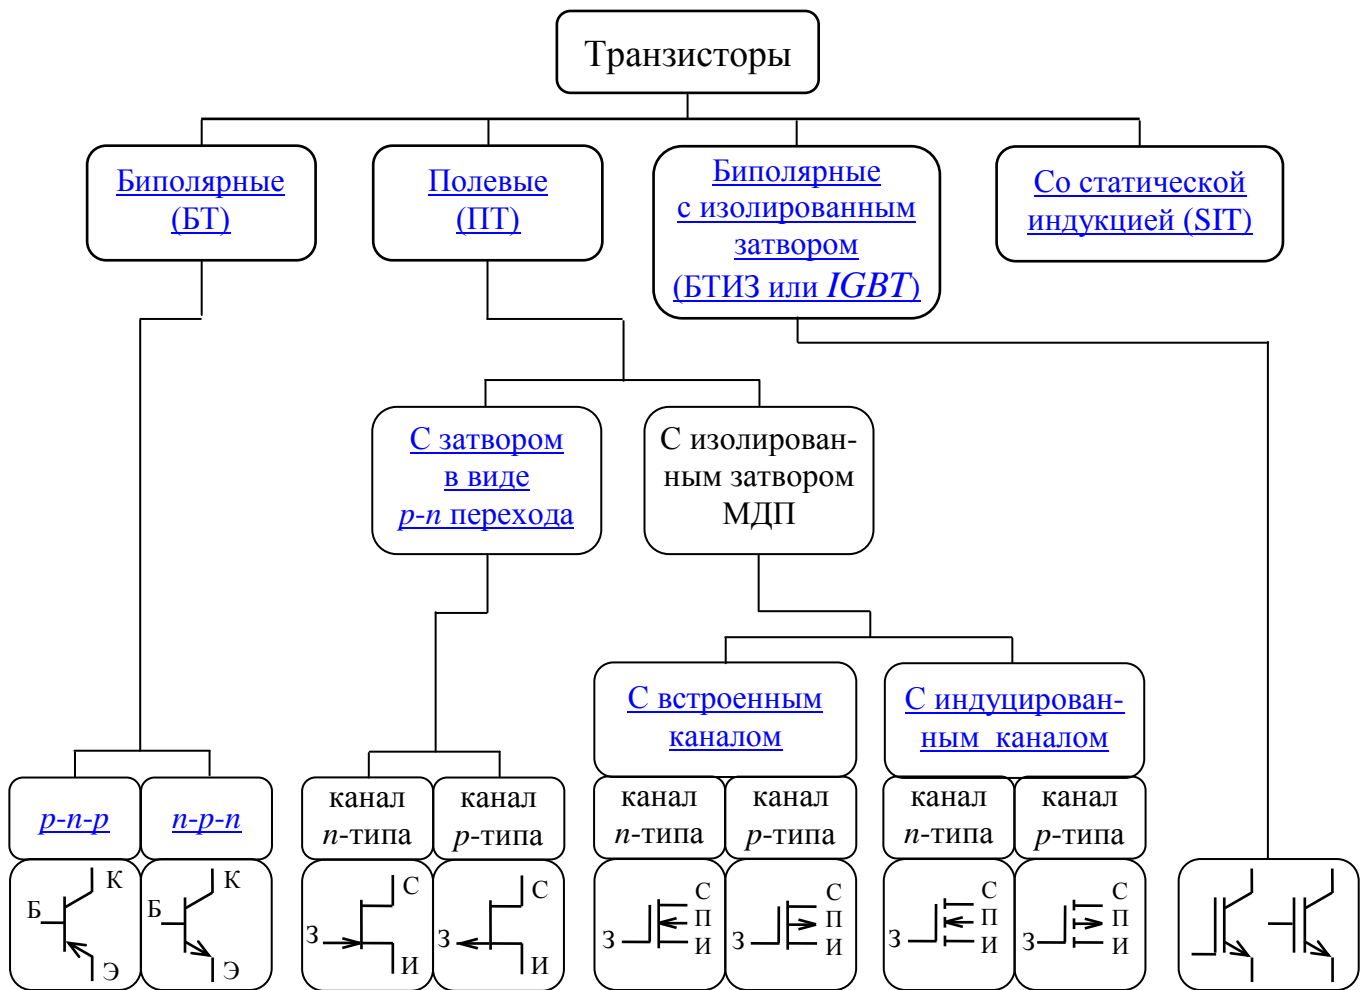 Транзисторы
Биполярные
(БТ)
Полевые
(ПТ)
Биполярные
с изолированным
затвором
(БТИЗ или IGBT)
Со статической
индукцией (SIT)
С затвором
в виде
p-n перехода
С изолирован-
ным затвором
МДП
С встроенным
каналом
С индуцирован-
ным каналом
p-n-p
n-p-n
канал
n-типа
канал
p-типа
канал
n-типа
канал
p-типа
канал
n-типа
канал
p-типа
К
Б
Э
К
Б
Э
С
З
И
С
З
И
С
П
З
И
С
П
З
И
С
П
З
И
С
П
З
И